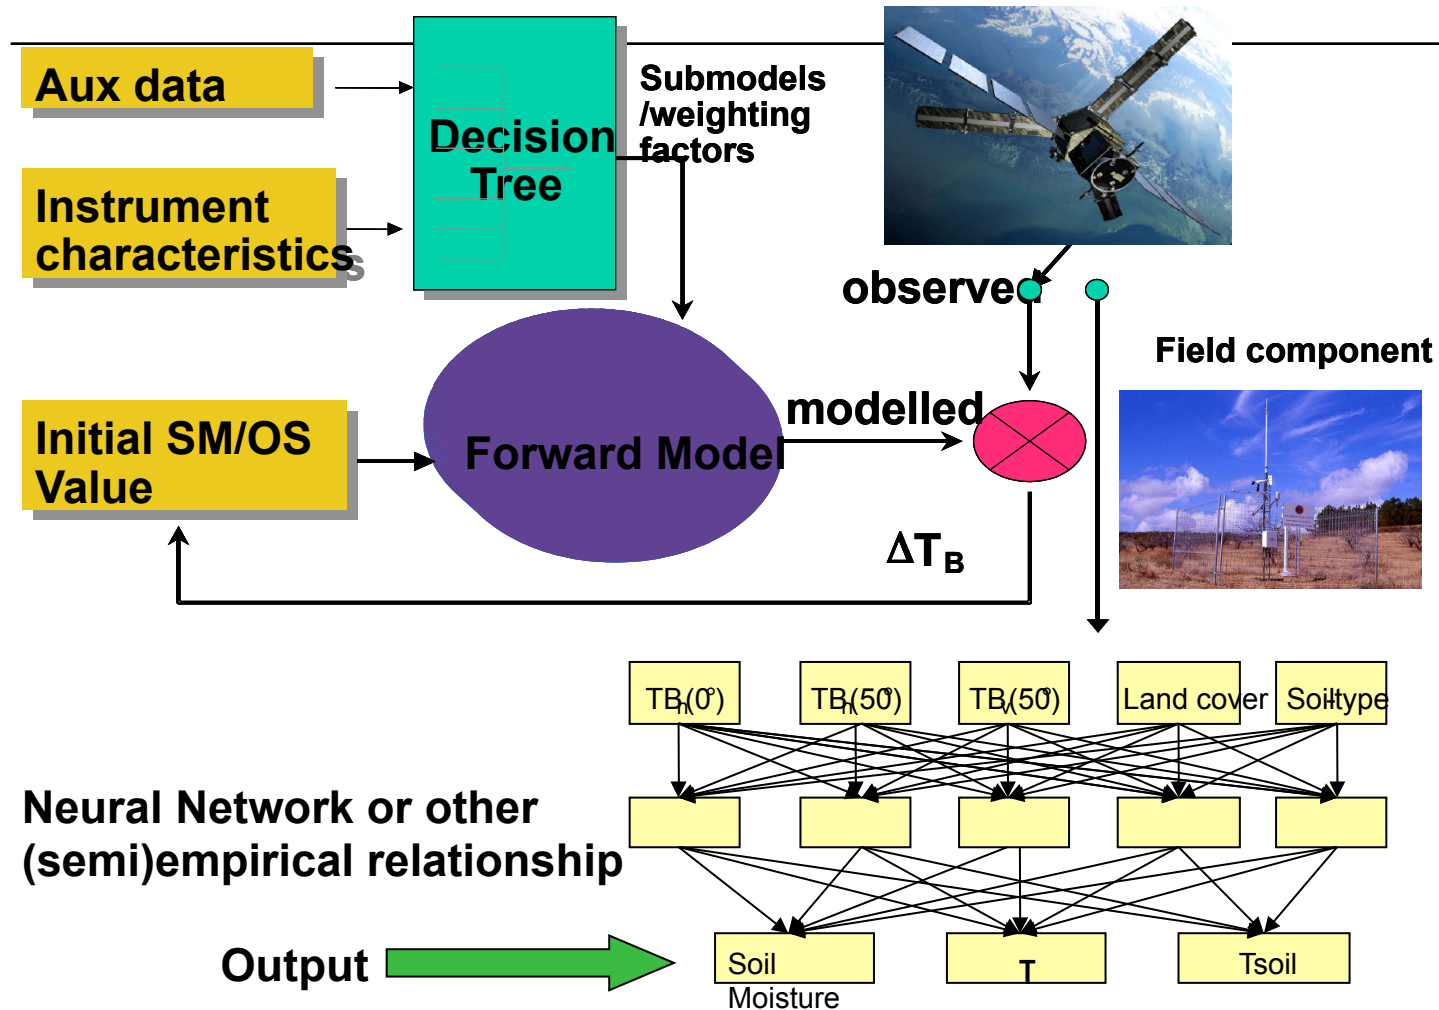 Aux data
Decision
Tree
Submodels
/weighting
factors
Instrument
characteristics
observed
Field component
Initial SM/OS
Value
Forward Model
modelled
ΔT_B
TBh(0°)
TBh(50°)
TBv(50°)
Land cover
Soil-type
Neural Network or other
(semi)empirical relationship
Output
Soil
Moisture
T
Tsoil